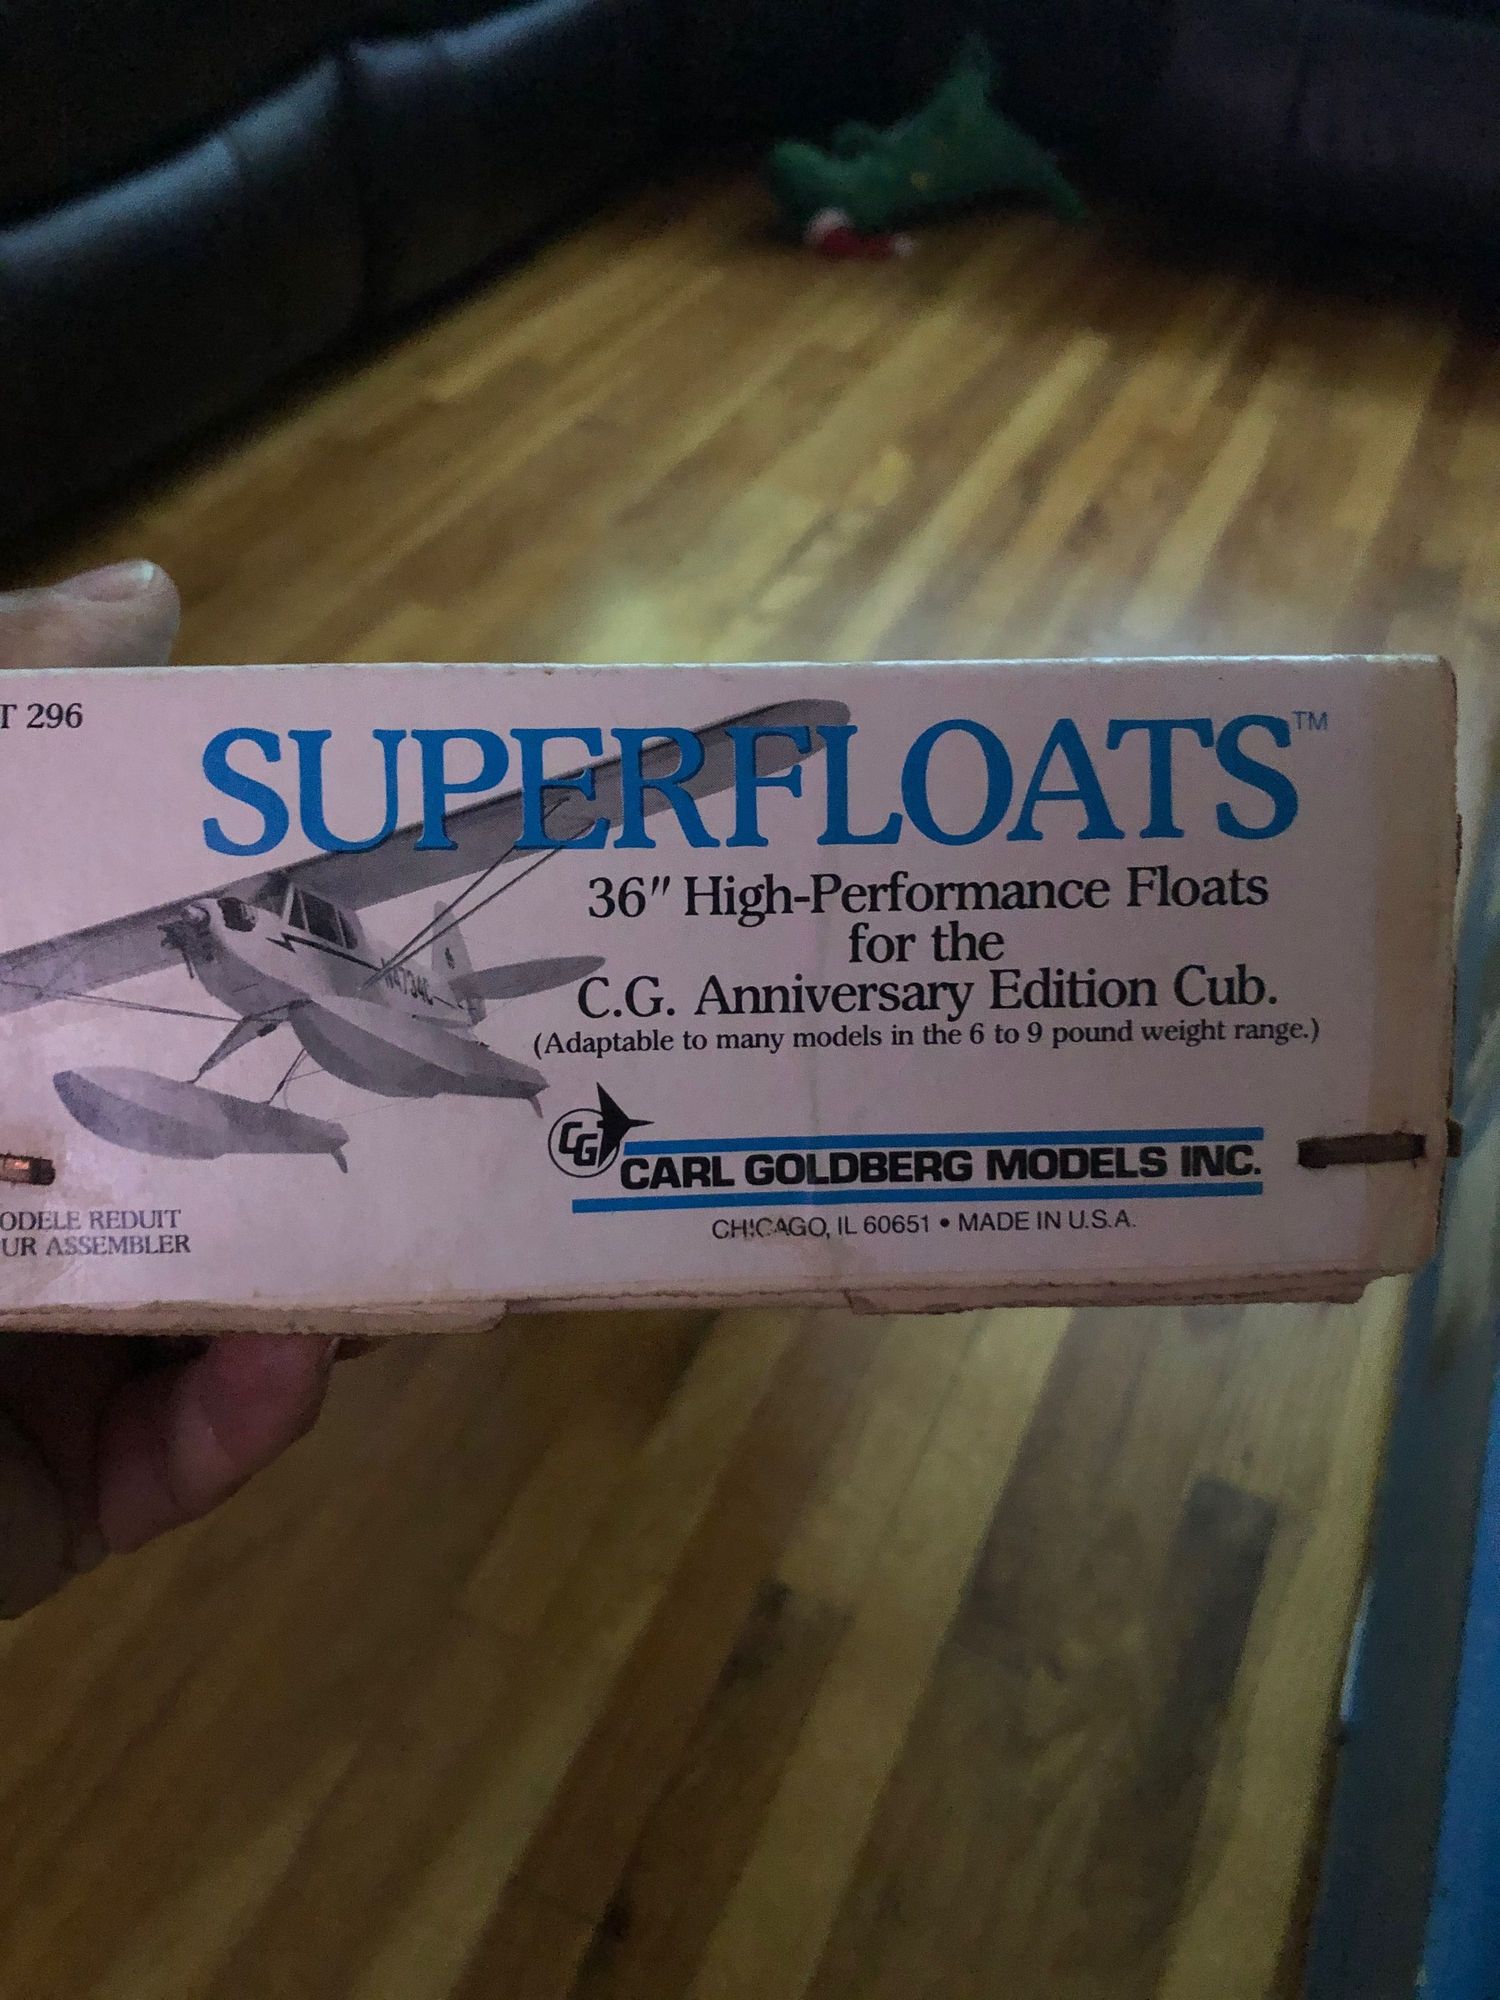 T 296
SUPERFLOATS™
36" High-Performance Floats
for the
C.G. Anniversary Edition Cub.
(Adaptable to many models in the 6 to 9 pound weight range.)
N4734C
CG
CARL GOLDBERG MODELS INC.
CHICAGO, IL 60651 • MADE IN U.S.A.
ODELE REDUIT
UR ASSEMBLER